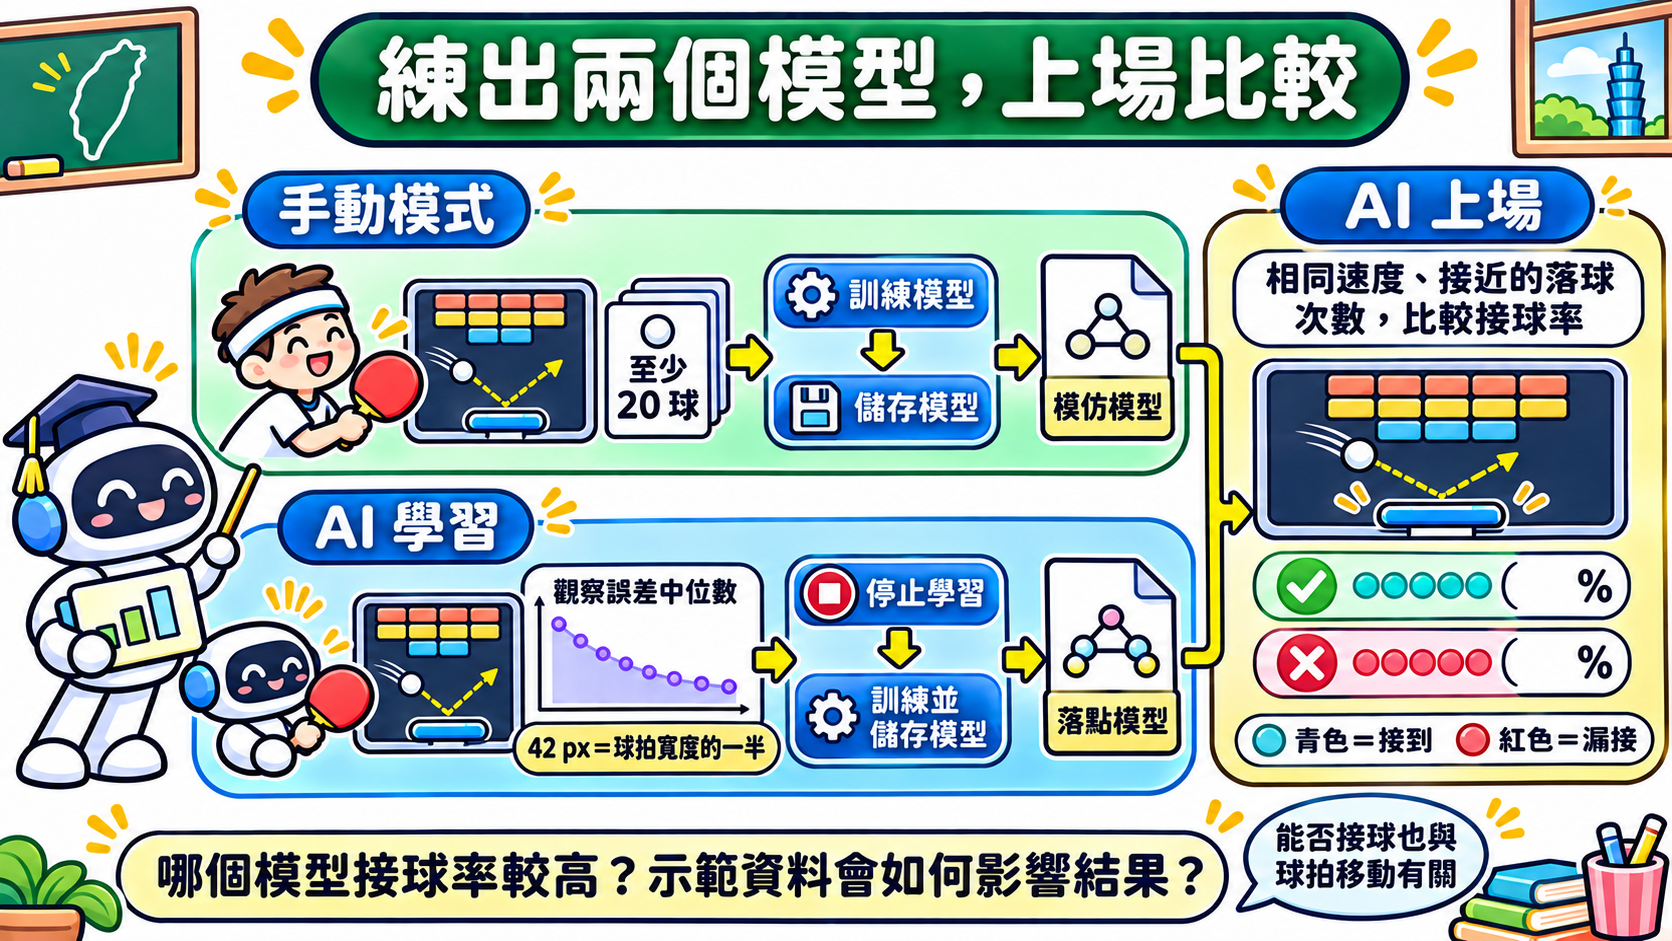 練出兩個模型，上場比較
手動模式
至少
20 球
訓練模型
儲存模型
模仿模型
AI 學習
觀察誤差中位數
42 px＝球拍寬度的一半
停止學習
訓練並
儲存模型
落點模型
AI 上場
相同速度、接近的落球
次數，比較接球率
( %
( %
青色＝接到
紅色＝漏接
哪個模型接球率較高？示範資料會如何影響結果？
能否接球也與
球拍移動有關